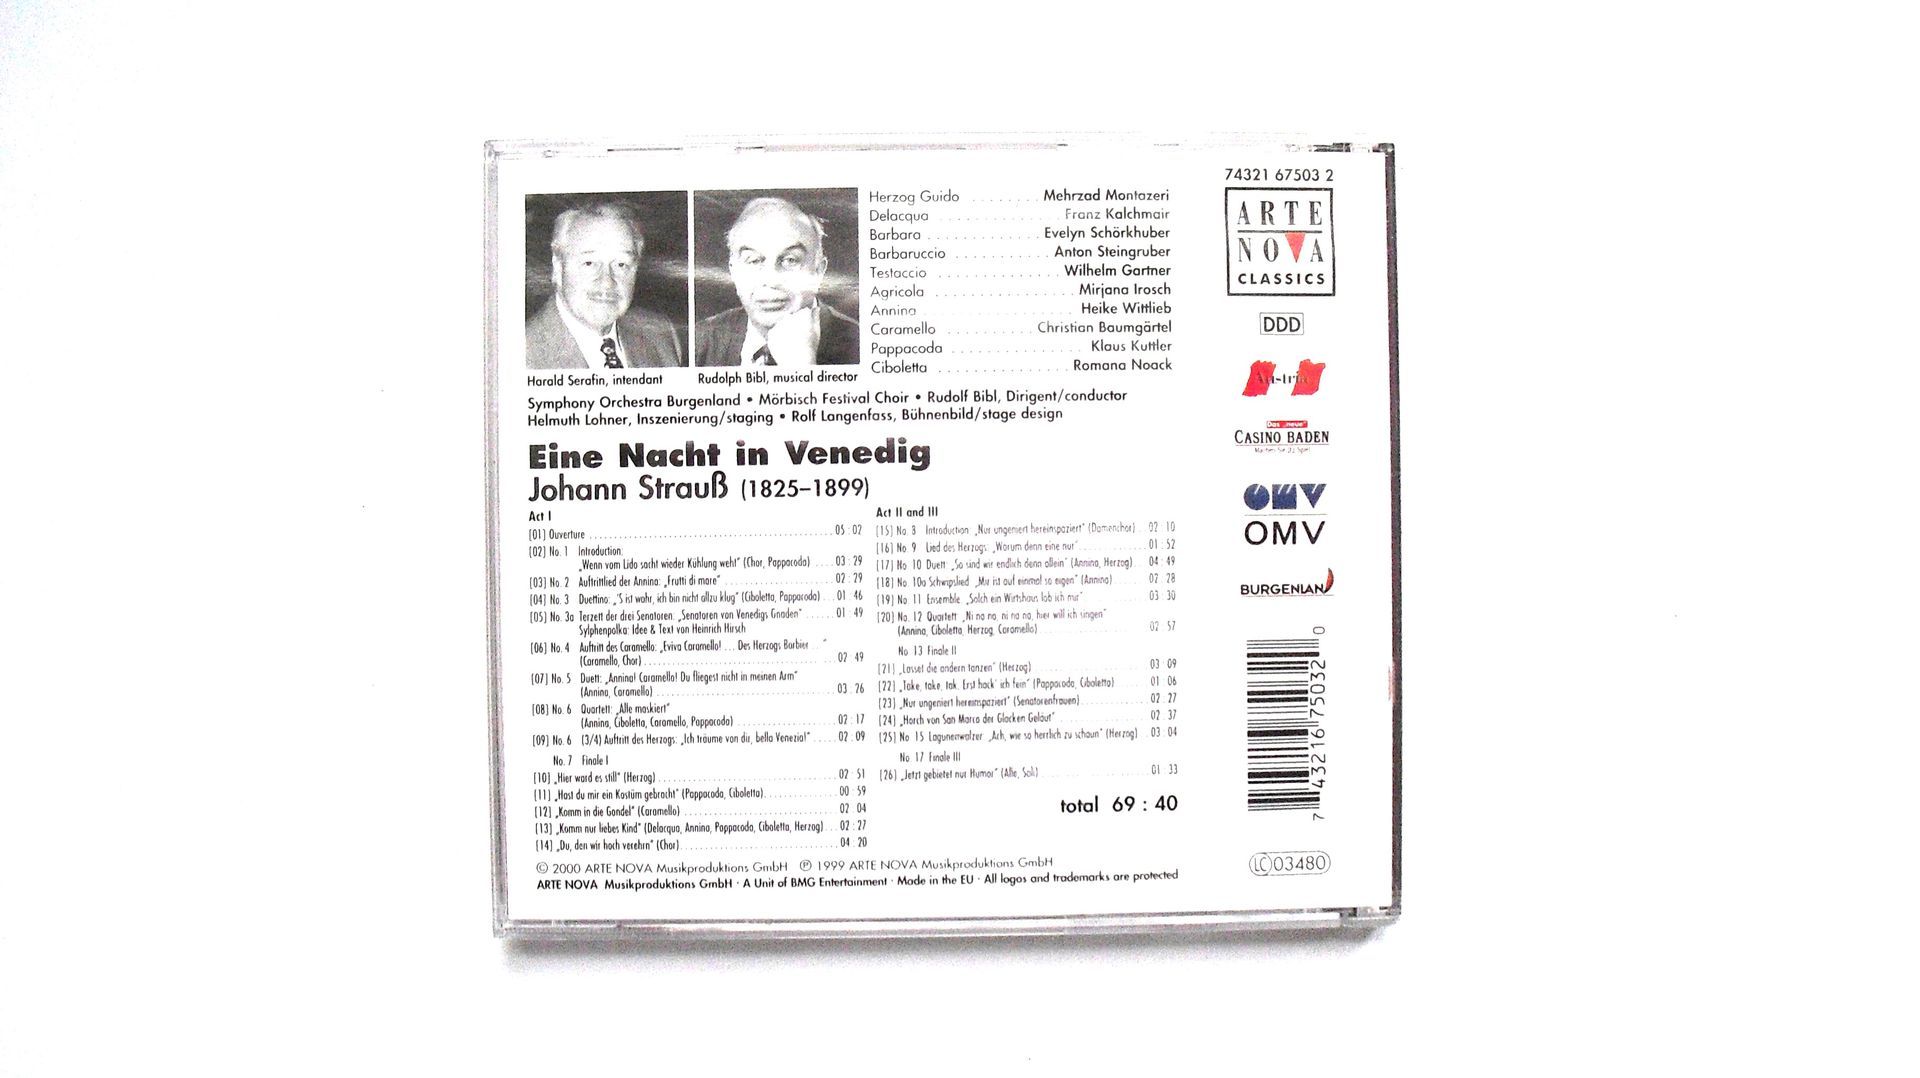 Herzog Guido ........ Mehrzad Montazeri
Delacqua ............. Franz Kalchmair
Barbara ............. Evelyn Schörkhuber
Barbaruccio ........... Anton Steingruber
Testaccio .............. Wilhelm Gartner
Agricola ................ Mirjana Irosch
Annina ................. Heike Wittlieb
Caramello .......... Christian Baumgärtel
Pappacoda ............... Klaus Kuttler
Ciboletta ............... Romana Noack
Harald Serafin, intendant
Rudolph Bibl, musical director
Symphony Orchestra Burgenland • Mörbisch Festival Choir • Rudolf Bibl, Dirigent/conductor
Helmuth Lohner, Inszenierung/staging • Rolf Langenfass, Bühnenbild/stage design
Eine Nacht in Venedig
Johann Strauß (1825–1899)
Act I
[01] Ouverture 05 : 02
[02] No. 1 Introduction:
„Wenn vom Lido sacht wieder Kühlung weht" (Chor, Pappacoda) 03 : 29
[03] No. 2 Auftrittlied der Annina: „Frutti di mare" 02 : 29
[04] No. 3 Duettino: „'S ist wahr, ich bin nicht allzu klug" (Ciboletta, Pappacoda) 01 : 46
[05] No. 3a Terzett der drei Senatoren: „Senatoren von Venedigs Gnaden" 01 : 49
Sylphenpolka: Idee & Text von Heinrich Hirsch
[06] No. 4 Auftritt des Caramello: „Eviva Caramello! ... Des Herzogs Barbier ..."
(Caramello, Chor) 02 : 49
[07] No. 5 Duett: „Annina! Caramello! Du fliegest nicht in meinen Arm"
(Annina, Caramello) 03 : 26
[08] No. 6 Quartett: „Alle maskiert"
(Annina, Ciboletta, Caramello, Pappacoda) 02 : 17
[09] No. 6 (3/4) Auftritt des Herzogs: „Ich träume von dir, bella Venezia!" 02 : 09
No. 7 Finale I
[10] „Hier ward es still" (Herzog) 02 : 51
[11] „Hast du mir ein Kostüm gebracht" (Pappacoda, Ciboletta) 00 : 59
[12] „Komm in die Gondel" (Caramello) 02 : 04
[13] „Komm nur liebes Kind" (Delacqua, Annina, Pappacoda, Ciboletta, Herzog) 02 : 27
[14] „Du, den wir hoch verehrn" (Chor) 04 : 20
Act II and III
[15] No. 8 Introduction: „Nur ungeniert hereinspaziert" (Damenchor) 02 : 10
[16] No. 9 Lied des Herzogs: „Warum denn eine nur" 01 : 52
[17] No. 10 Duett: „So sind wir endlich denn allein" (Annina, Herzog) 04 : 49
[18] No. 10a Schwipslied: „Mir ist auf einmal so eigen" (Annina) 02 : 28
[19] No. 11 Ensemble: „Solch ein Wirtshaus lob ich mir" 03 : 30
[20] No. 12 Quartett: „Ni na na, ni na na, hier will ich singen"
(Annina, Ciboletta, Herzog, Caramello) 02 : 57
No. 13 Finale II
[21] „Lasset die andern tanzen" (Herzog) 03 : 09
[22] „Take, take, tak. Erst hack' ich fein" (Pappacoda, Ciboletta) 01 : 06
[23] „Nur ungeniert hereinspaziert" (Senatorenfrauen) 02 : 27
[24] „Horch von San Marco der Glocken Geläut" 02 : 37
[25] No. 15 Lagunenwalzer: „Ach, wie so herrlich zu schaun" (Herzog) 03 : 04
No. 17 Finale III
[26] „Jetzt gebietet nur Humor" (Alle, Soli) 01 : 33
total 69 : 40
© 2000 ARTE NOVA Musikproduktions GmbH ℗ 1999 ARTE NOVA Musikproduktions GmbH
ARTE NOVA Musikproduktions GmbH · A Unit of BMG Entertainment · Made in the EU · All logos and trademarks are protected
74321 67503 2
ARTE
NOVA
CLASSICS
DDD
Austria
Das „neue"
CASINO BADEN
OMV
OMV
BURGENLAND
7 43216 75032 0
LC 03480